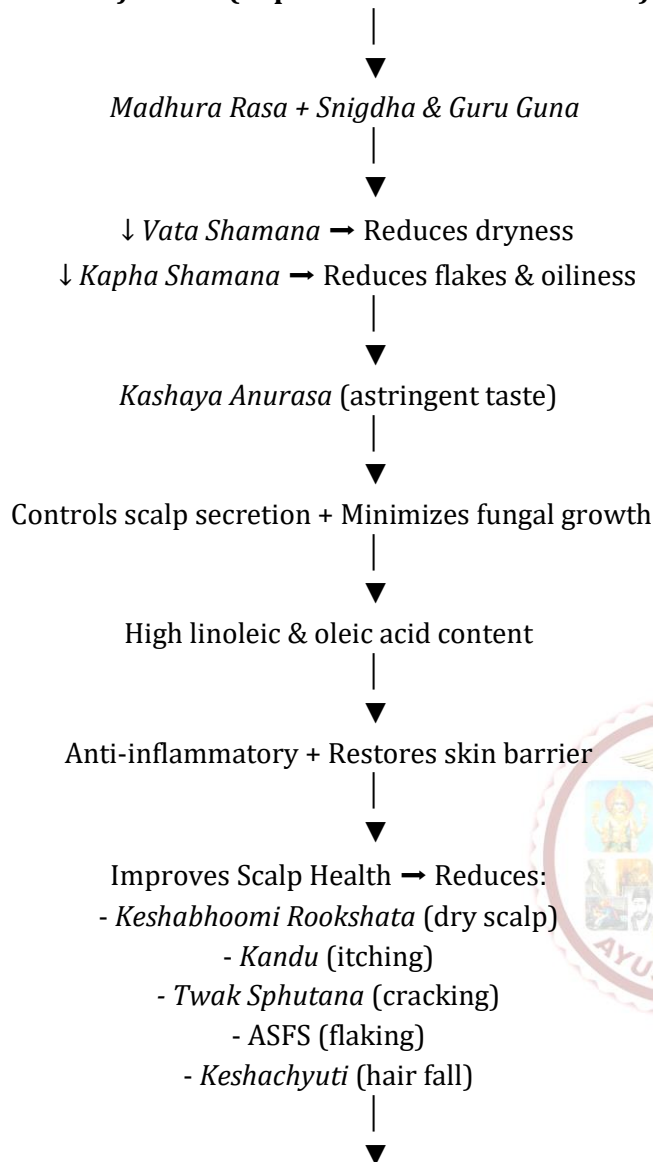 Madhura Rasa + Snigdha & Guru Guna
↓ Vata Shamana ➞ Reduces dryness
↓ Kapha Shamana ➞ Reduces flakes & oiliness
Kashaya Anurasa (astringent taste)
Controls scalp secretion + Minimizes fungal growth
High linoleic & oleic acid content
Anti-inflammatory + Restores skin barrier
Improves Scalp Health ➞ Reduces:
- Keshabhoomi Rookshata (dry scalp)
- Kandu (itching)
- Twak Sphutana (cracking)
- ASFS (flaking)
- Keshachyuti (hair fall)